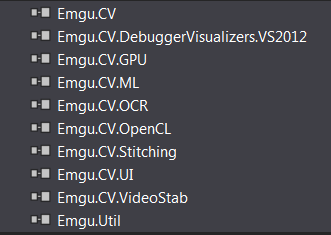 Emgu.CV
Emgu.CV.DebuggerVisualizers.VS2012
Emgu.CV.GPU
Emgu.CV.ML
Emgu.CV.OCR
Emgu.CV.OpenCL
Emgu.CV.Stitching
Emgu.CV.UI
Emgu.CV.VideoStab
Emgu.Util